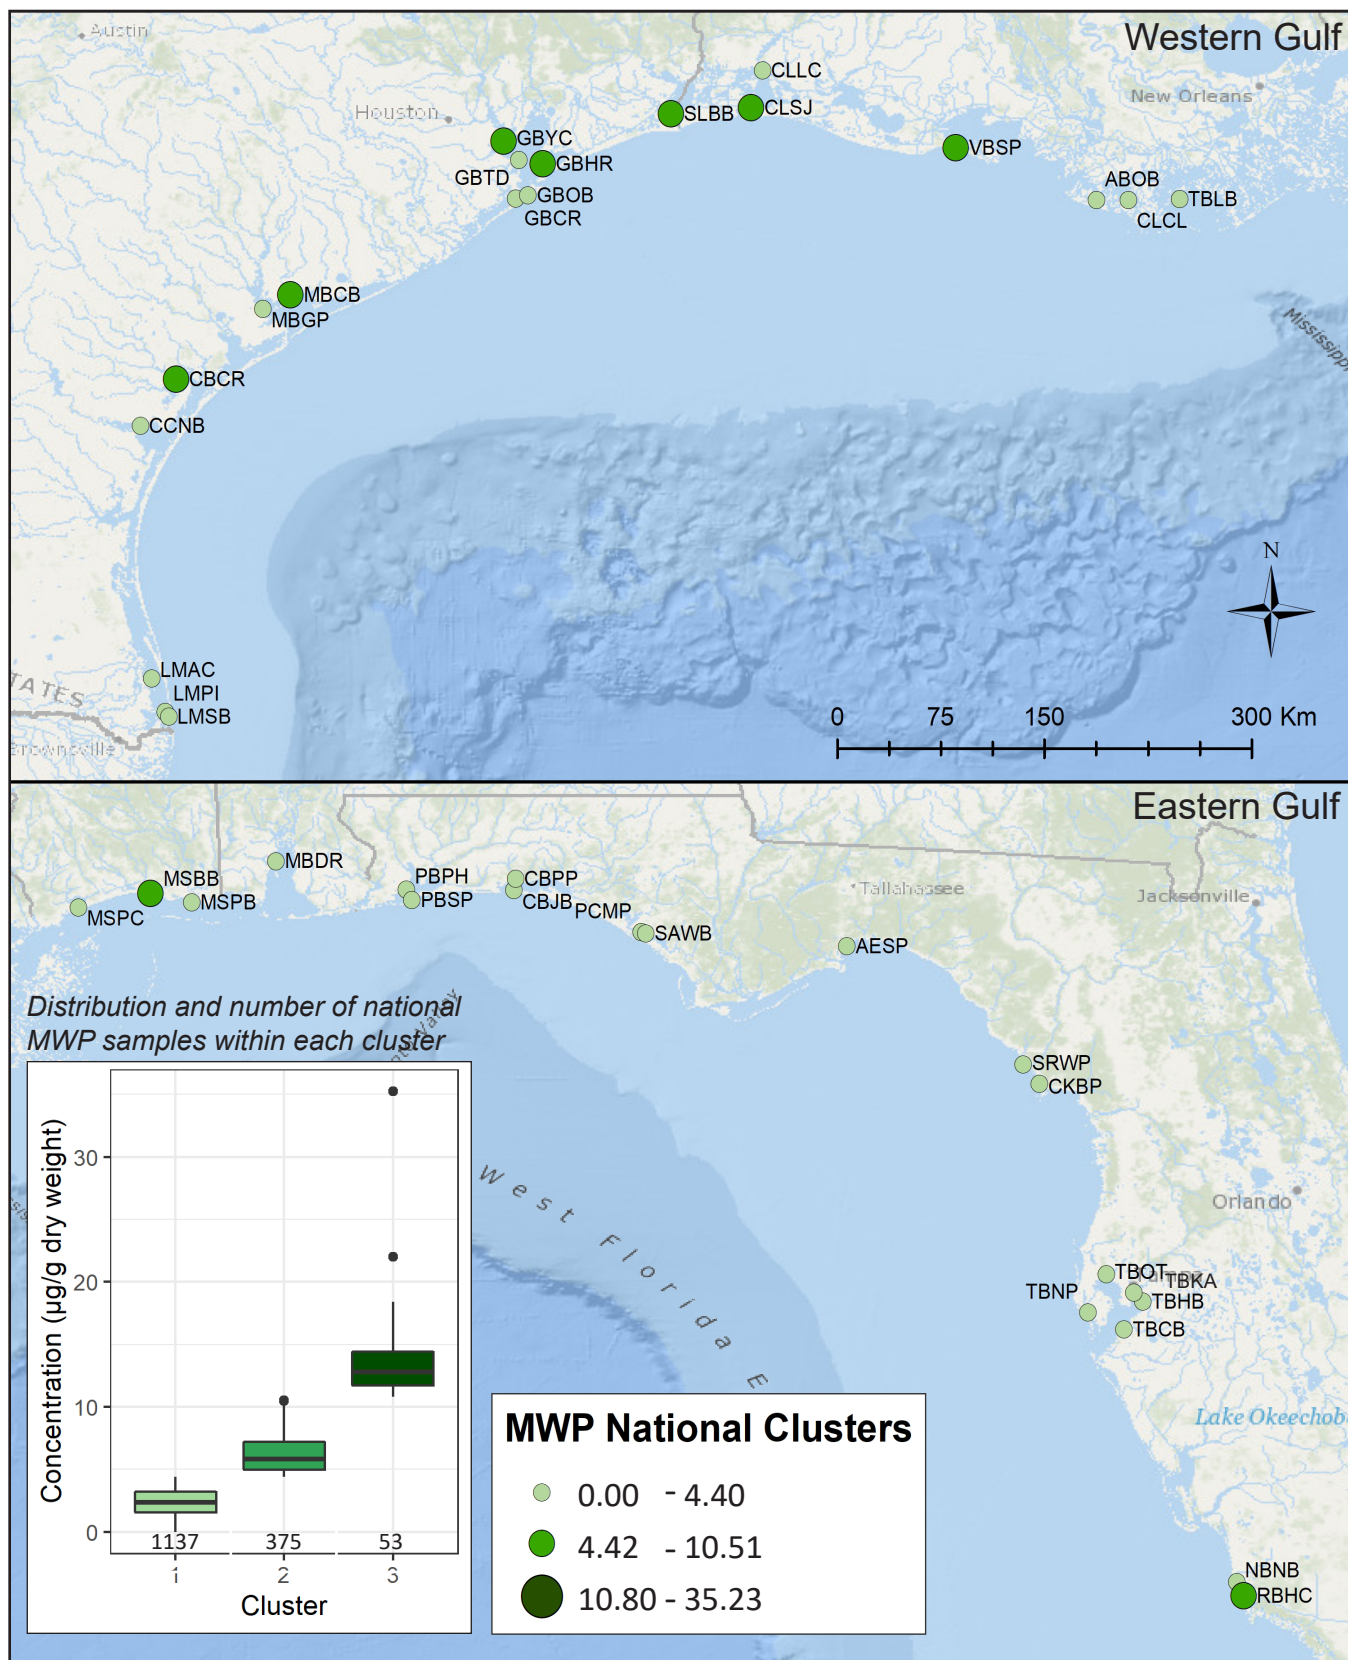 Western Gulf
Austin
Houston
New Orleans
CLLC
SLBB
CLSJ
VBSP
GBYC
GBHR
GBTD
GBOB
GBCR
ABOB
TBLB
CLCL
MBCB
MBGP
CBCR
CCNB
Mississippi
N
LMAC
LMPI
LMSB
TATES
Brownsville
0 75 150 300 Km
Eastern Gulf
MBDR
MSBB
MSPB
MSPC
PBPH
PBSP
CBPP
CBJB
PCMP
SAWB
Tallahassee
Jacksonville
AESP
SRWP
CKBP
Orlando
West Florida E
TBOT
Tampa
TBKA
TBNP
TBHB
TBCB
Lake Okeechob
NBNB
RBHC
Distribution and number of national
MWP samples within each cluster
Valley
Concentration (µg/g dry weight)
30
20
10
0
1137 375 53
1 2 3
Cluster
MWP National Clusters
0.00 - 4.40
4.42 - 10.51
10.80 - 35.23